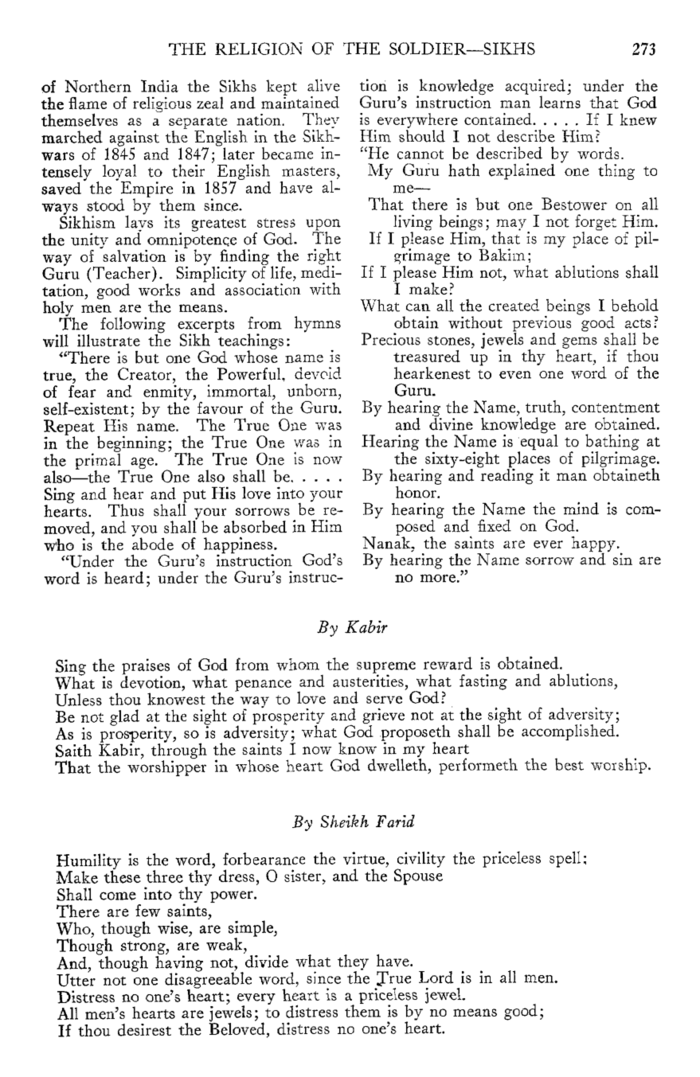 THE RELIGION OF THE SOLDIER—SIKHS 273
of Northern India the Sikhs kept alive
the flame of religious zeal and maintained
themselves as a separate nation. They
marched against the English in the Sikh-
wars of 1845 and 1847; later became in-
tensely loyal to their English masters,
saved the Empire in 1857 and have al-
ways stood by them since.
Sikhism lays its greatest stress upon
the unity and omnipotence of God. The
way of salvation is by finding the right
Guru (Teacher). Simplicity of life, medi-
tation, good works and association with
holy men are the means.
The following excerpts from hymns
will illustrate the Sikh teachings:
“There is but one God whose name is
true, the Creator, the Powerful, devoid
of fear and enmity, immortal, unborn,
self-existent; by the favour of the Guru.
Repeat His name. The True One was
in the beginning; the True One was in
the primal age. The True One is now
also—the True One also shall be. . . . .
Sing and hear and put His love into your
hearts. Thus shall your sorrows be re-
moved, and you shall be absorbed in Him
who is the abode of happiness.
“Under the Guru’s instruction God’s
word is heard; under the Guru’s instruc-
tion is knowledge acquired; under the
Guru’s instruction man learns that God
is everywhere contained. . . . . If I knew
Him should I not describe Him?
“He cannot be described by words.
My Guru hath explained one thing to
me—
That there is but one Bestower on all
living beings; may I not forget Him.
If I please Him, that is my place of pil-
grimage to Bakim;
If I please Him not, what ablutions shall
I make?
What can all the created beings I behold
obtain without previous good acts?
Precious stones, jewels and gems shall be
treasured up in thy heart, if thou
hearkenest to even one word of the
Guru.
By hearing the Name, truth, contentment
and divine knowledge are obtained.
Hearing the Name is equal to bathing at
the sixty-eight places of pilgrimage.
By hearing and reading it man obtaineth
honor.
By hearing the Name the mind is com-
posed and fixed on God.
Nanak, the saints are ever happy.
By hearing the Name sorrow and sin are
no more.”
By Kabir
Sing the praises of God from whom the supreme reward is obtained.
What is devotion, what penance and austerities, what fasting and ablutions,
Unless thou knowest the way to love and serve God?
Be not glad at the sight of prosperity and grieve not at the sight of adversity;
As is prosperity, so is adversity; what God proposeth shall be accomplished.
Saith Kabir, through the saints I now know in my heart
That the worshipper in whose heart God dwelleth, performeth the best worship.
By Sheikh Farid
Humility is the word, forbearance the virtue, civility the priceless spell;
Make these three thy dress, O sister, and the Spouse
Shall come into thy power.
There are few saints,
Who, though wise, are simple,
Though strong, are weak,
And, though having not, divide what they have.
Utter not one disagreeable word, since the True Lord is in all men.
Distress no one’s heart; every heart is a priceless jewel.
All men’s hearts are jewels; to distress them is by no means good;
If thou desirest the Beloved, distress no one’s heart.